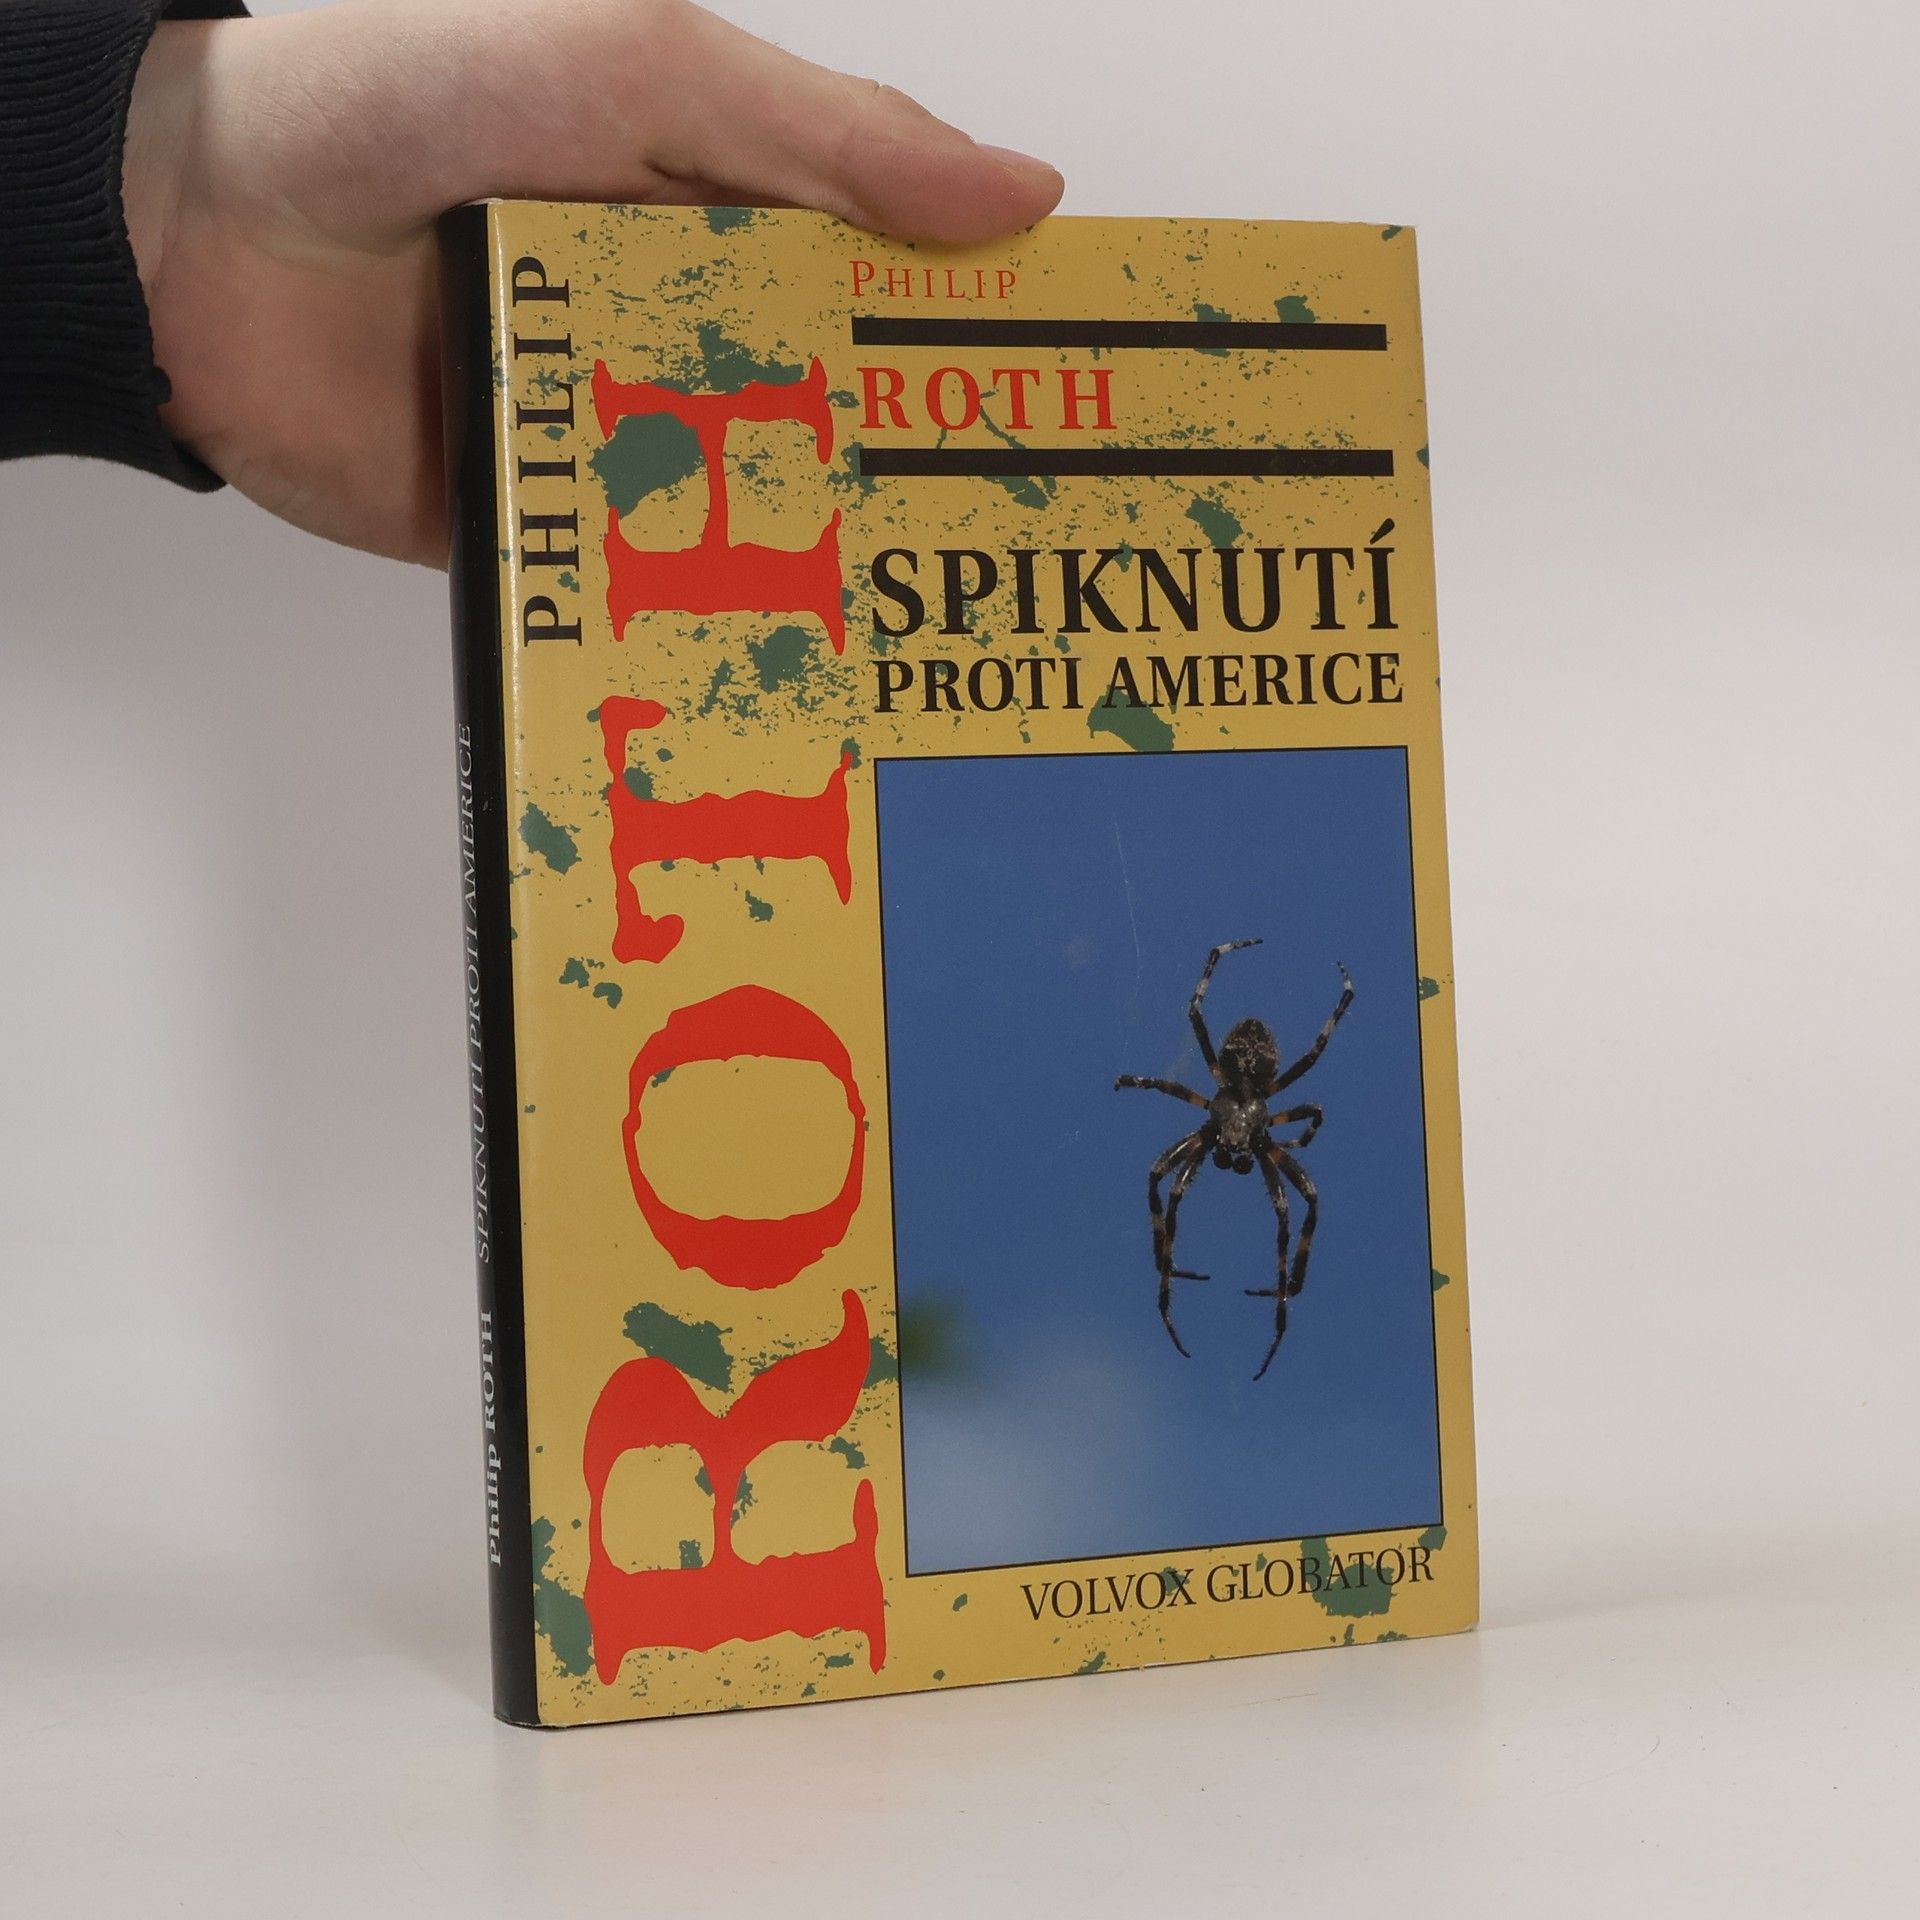 PHILIP
ROTH
SPIKNUTÍ
PROTI AMERICE
VOLVOX GLOBATOR
PHILIP
ROTH
Philip ROTH SPIKNUTÍ PROTI AMERICE